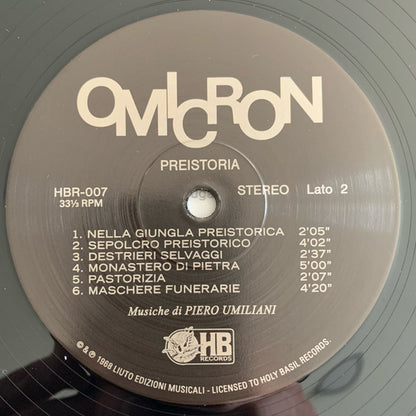 OMICRON
PREISTORIA
HBR-007 STEREO Lato 2
33⅓ RPM
1. NELLA GIUNGLA PREISTORICA 2'05"
2. SEPOLCRO PREISTORICO 4'02"
3. DESTRIERI SELVAGGI 2'37"
4. MONASTERO DI PIETRA 5'00"
5. PASTORIZIA 2'07"
6. MASCHERE FUNERARIE 4'20"
Musiche di PIERO UMILIANI
HB
RECORDS
© & ℗ 1968 LIUTO EDIZIONI MUSICALI - LICENSED TO HOLY BASIL RECORDS.